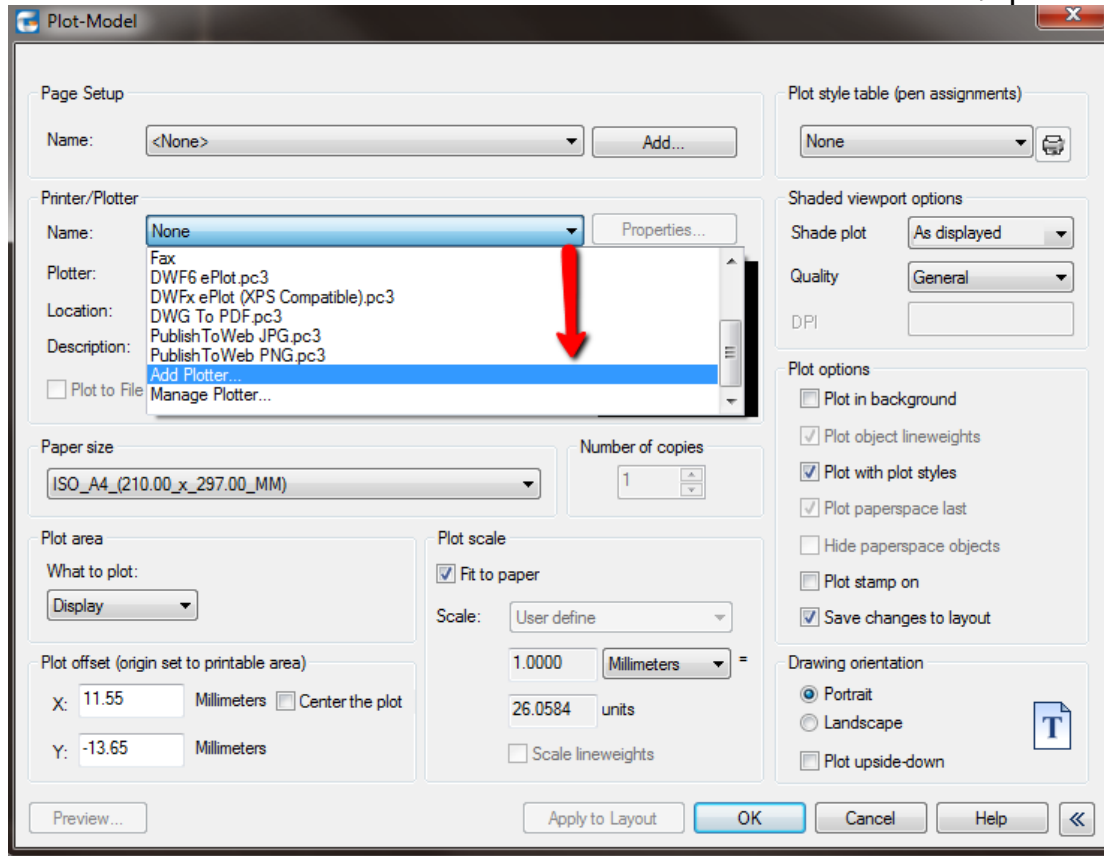 Plot-Model
Page Setup
Name: <None> Add...
Plot style table (pen assignments)
None
Printer/Plotter
Name: None Properties...
Plotter:
Location:
Description:
Plot to File
Fax
DWF6 ePlot.pc3
DWFx ePlot (XPS Compatible).pc3
DWG To PDF.pc3
PublishToWeb JPG.pc3
PublishToWeb PNG.pc3
Add Plotter...
Manage Plotter...
Shaded viewport options
Shade plot As displayed
Quality General
DPI
Paper size
ISO_A4_(210.00_x_297.00_MM)
Number of copies
1
Plot options
Plot in background
Plot object lineweights
Plot with plot styles
Plot paperspace last
Hide paperspace objects
Plot stamp on
Save changes to layout
Plot area
What to plot:
Display
Plot scale
Fit to paper
Scale: User define
1.0000 Millimeters =
26.0584 units
Scale lineweights
Plot offset (origin set to printable area)
X: 11.55 Millimeters Center the plot
Y: -13.65 Millimeters
Drawing orientation
Portrait
Landscape
Plot upside-down
T
Preview... Apply to Layout OK Cancel Help